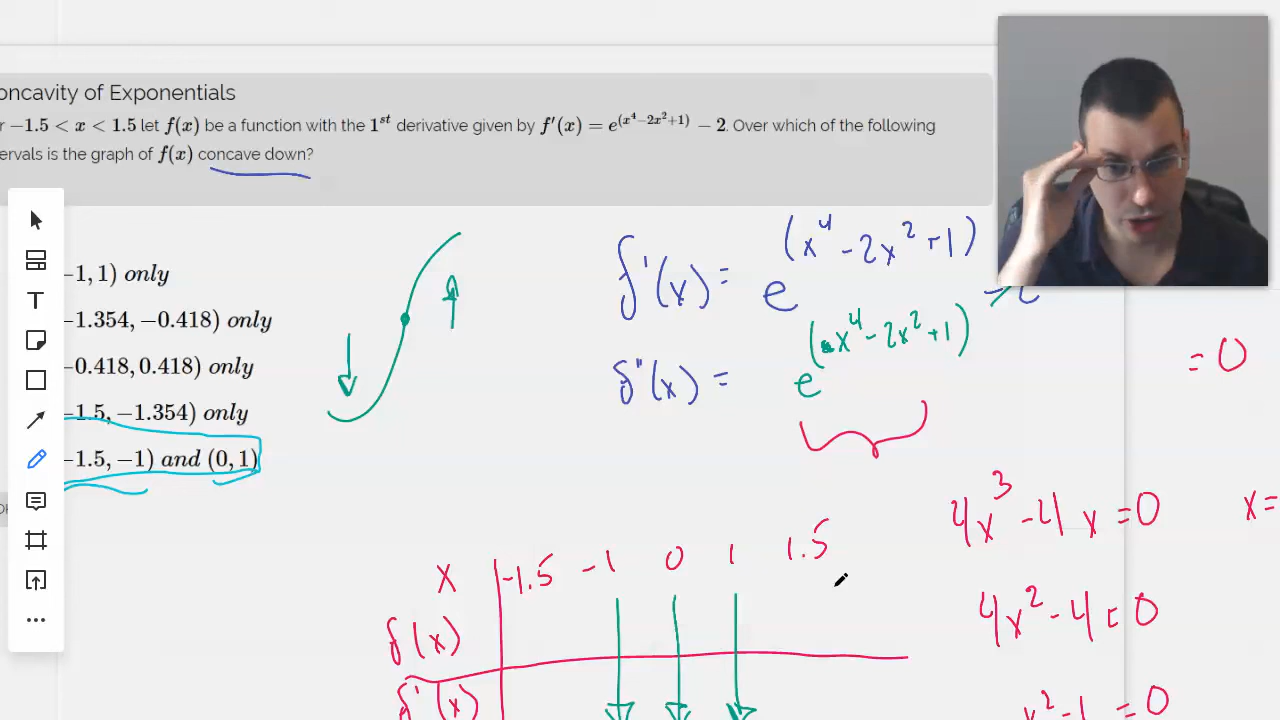 oncavity of Exponentials
r −1.5 < x < 1.5 let f(x) be a function with the 1ˢᵗ derivative given by f′(x) = e^(x⁴−2x²+1) − 2. Over which of the following
ervals is the graph of f(x) concave down?
−1, 1) only
−1.354, −0.418) only
−0.418, 0.418) only
−1.5, −1.354) only
−1.5, −1) and (0, 1)
f'(x) = e^(x⁴ - 2x² + 1)
f''(x) = e^(x⁴ - 2x² + 1)
= 0
4x³ - 4x = 0
x =
x -1.5 -1 0 1 1.5
f(x)
f'(x)
4x² - 4 = 0
x² - 1 = 0